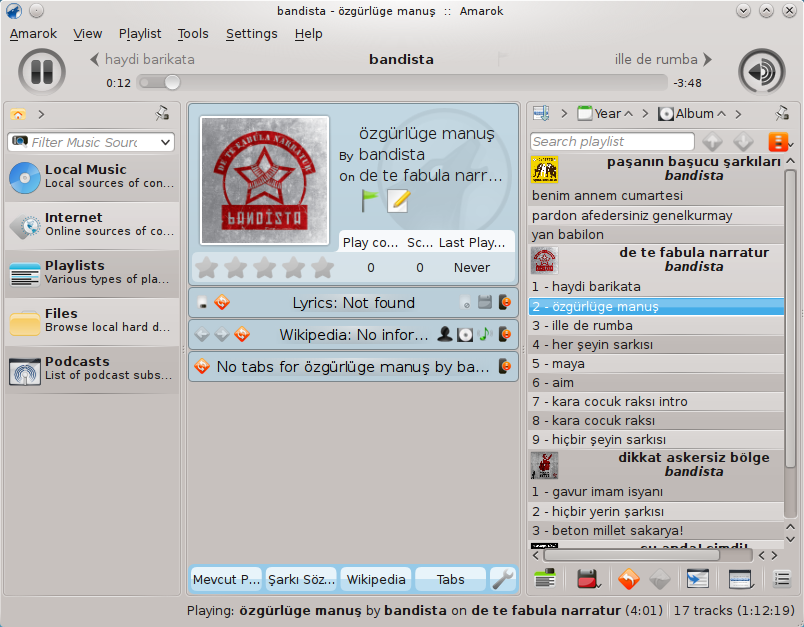 bandista - özgürlüge manuş :: Amarok
Amarok View Playlist Tools Settings Help
haydi barikata
bandista
ille de rumba
0:12
-3:48
Filter Music Sourc
Local Music
Local sources of con...
Internet
Online sources of co...
Playlists
Various types of pla...
Files
Browse local hard d...
Podcasts
List of podcast subs...
DE TE FABULA NARRATUR
BANDİSTA
özgürlüge manuş
By bandista
on de te fabula narr...
Play co... Sc... Last Play...
0 0 Never
Lyrics: Not found
Wikipedia: No infor...
No tabs for özgürlüge manuş by ba...
Mevcut P... Şarkı Söz... Wikipedia Tabs
Year Album
Search playlist
paşanın başucu şarkıları
bandista
benim annem cumartesi
pardon afedersiniz genelkurmay
yan babilon
de te fabula narratur
bandista
1 - haydi barikata
2 - özgürlüge manuş
3 - ille de rumba
4 - her şeyin sarkısı
5 - maya
6 - aim
7 - kara cocuk raksı intro
8 - kara cocuk raksı
9 - hiçbir şeyin sarkısı
dikkat askersiz bölge
bandista
1 - gavur imam isyanı
2 - hiçbir yerin şarkısı
3 - beton millet sakarya!
Playing: özgürlüge manuş by bandista on de te fabula narratur (4:01) 17 tracks (1:12:19)